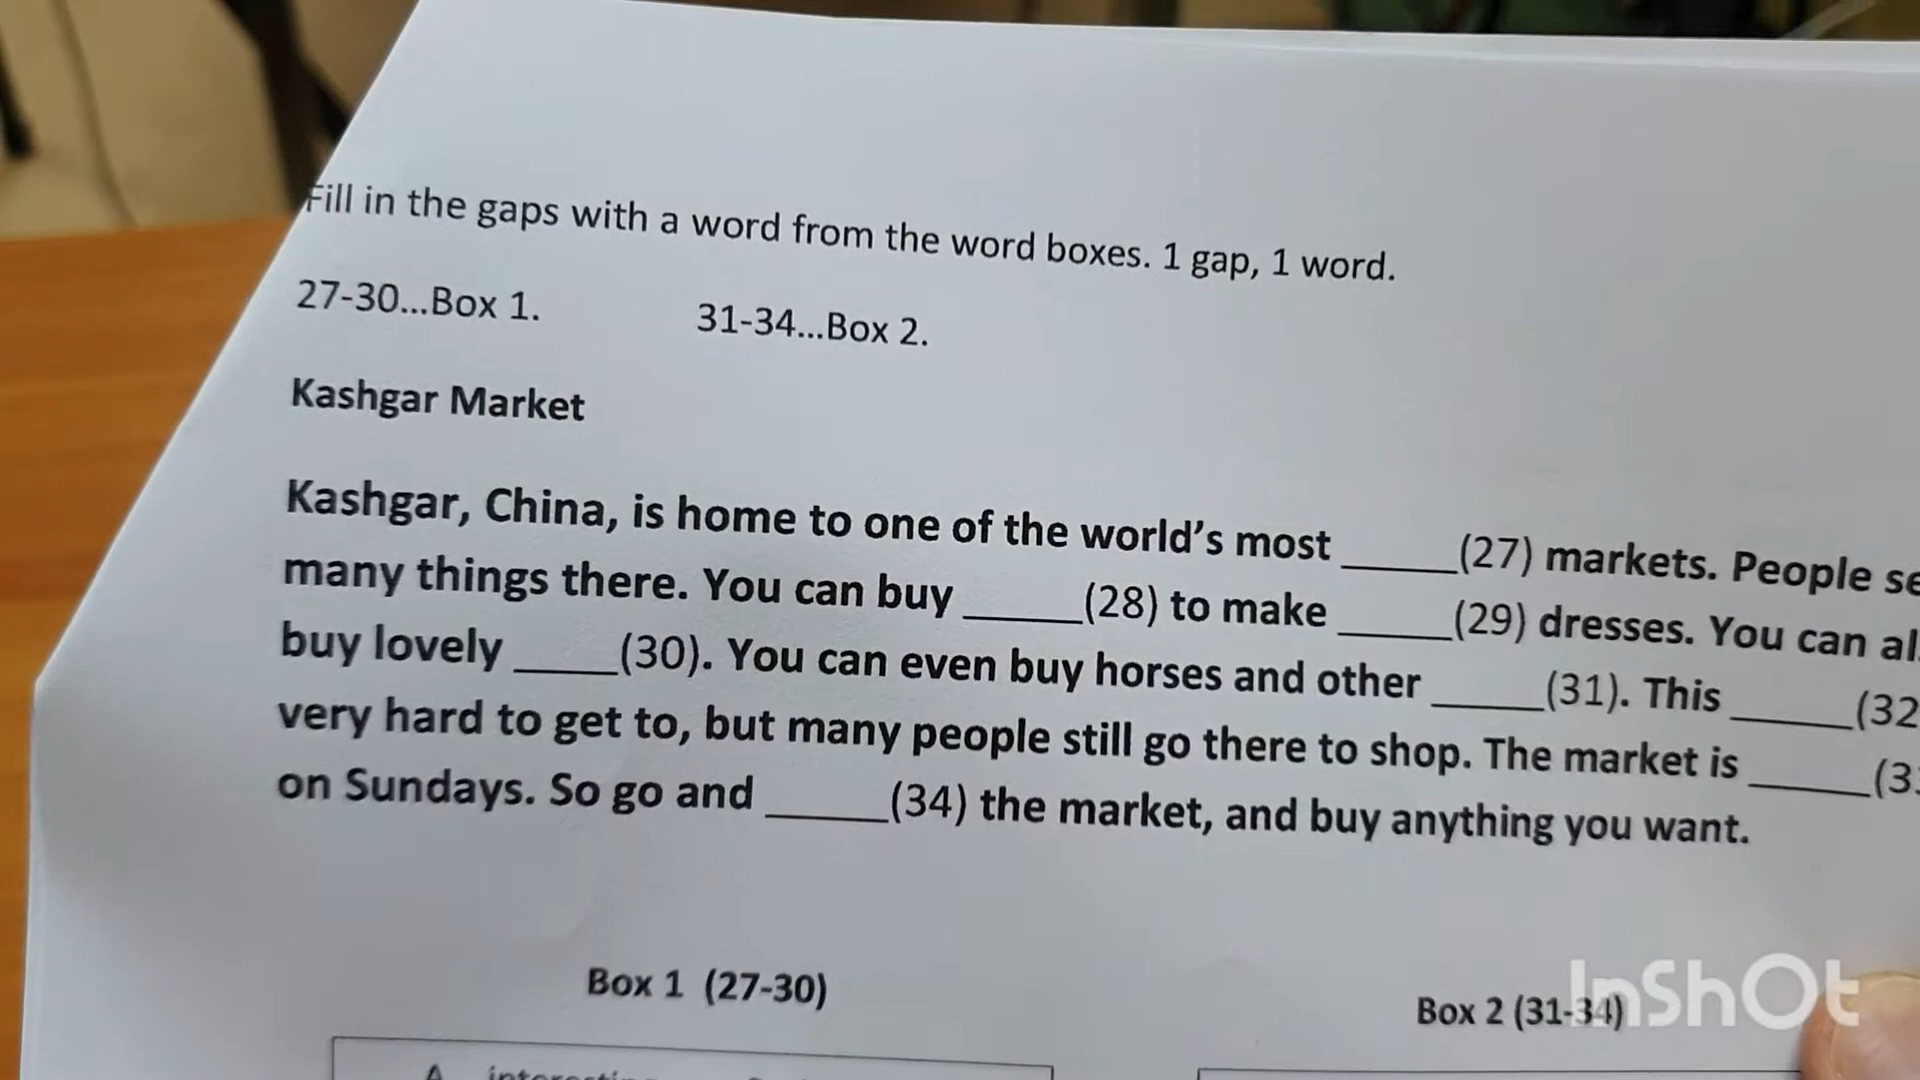 Fill in the gaps with a word from the word boxes. 1 gap, 1 word.
27-30...Box 1. 31-34...Box 2.
Kashgar Market
Kashgar, China, is home to one of the world's most _____(27) markets. People
many things there. You can buy _____(28) to make _____(29) dresses. You can
buy lovely _____(30). You can even buy horses and other _____(31). This _____(32
very hard to get to, but many people still go there to shop. The market is _____
on Sundays. So go and _____(34) the market, and buy anything you want.
Box 1 (27-30)
Box 2 (31-34)
InShOt
A